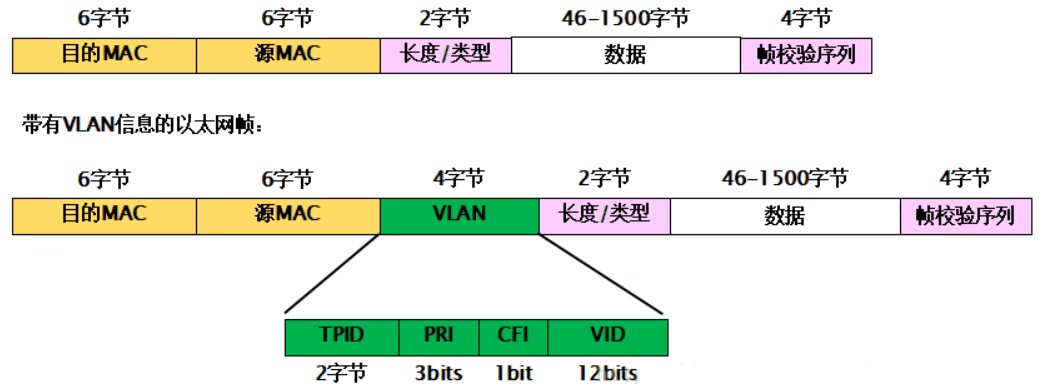 6字节 6字节 2字节 46-1500字节 4字节
目的MAC 源MAC 长度/类型 数据 帧校验序列
带有VLAN信息的以太网帧:
6字节 6字节 4字节 2字节 46-1500字节 4字节
目的MAC 源MAC VLAN 长度/类型 数据 帧校验序列
TPID PRI CFI VID
2字节 3bits 1bit 12bits